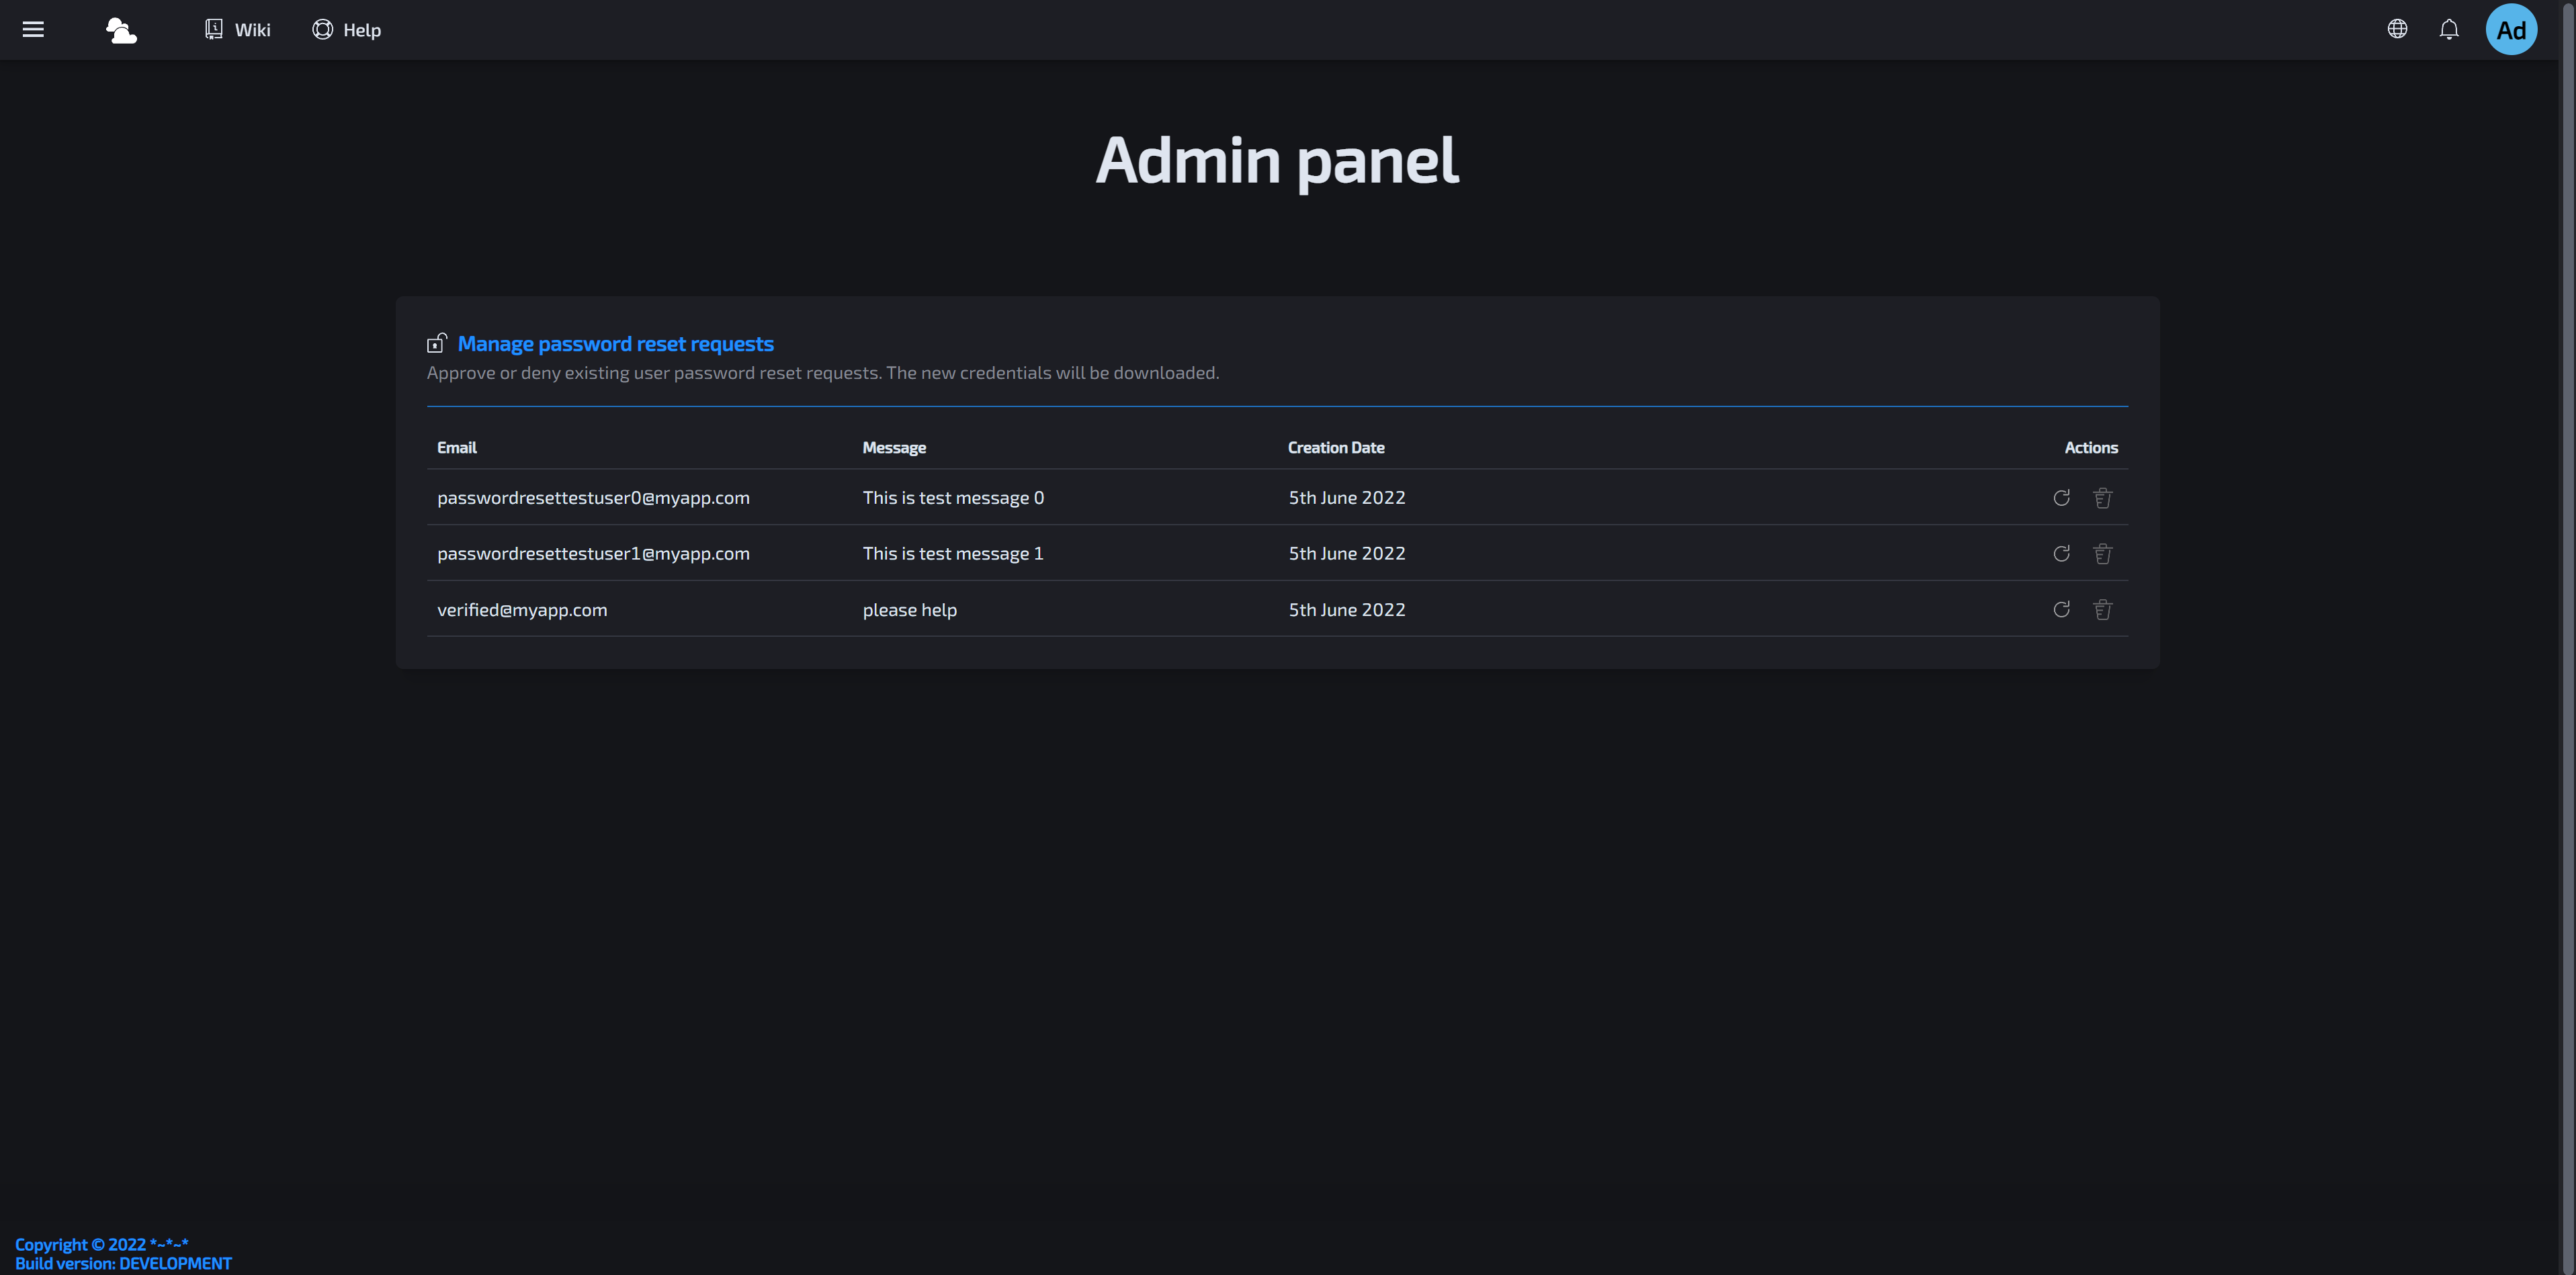 Wiki Help Ad
Admin panel
Manage password reset requests
Approve or deny existing user password reset requests. The new credentials will be downloaded.
Email Message Creation Date Actions
passwordresettestuser0@myapp.com This is test message 0 5th June 2022
passwordresettestuser1@myapp.com This is test message 1 5th June 2022
verified@myapp.com please help 5th June 2022
Copyright © 2022 *~*~*
Build version: DEVELOPMENT